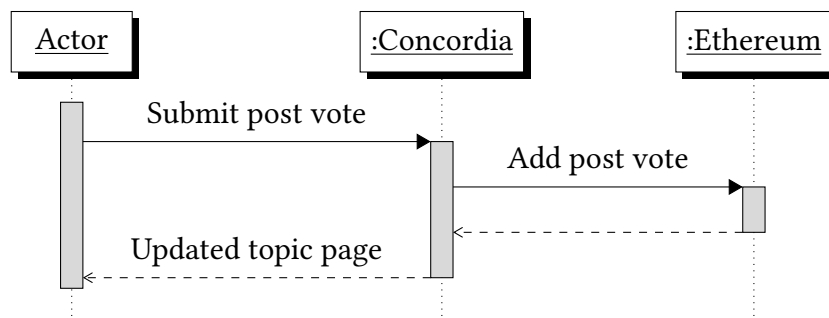 Actor
:Concordia
:Ethereum
Submit post vote
Add post vote
Updated topic page